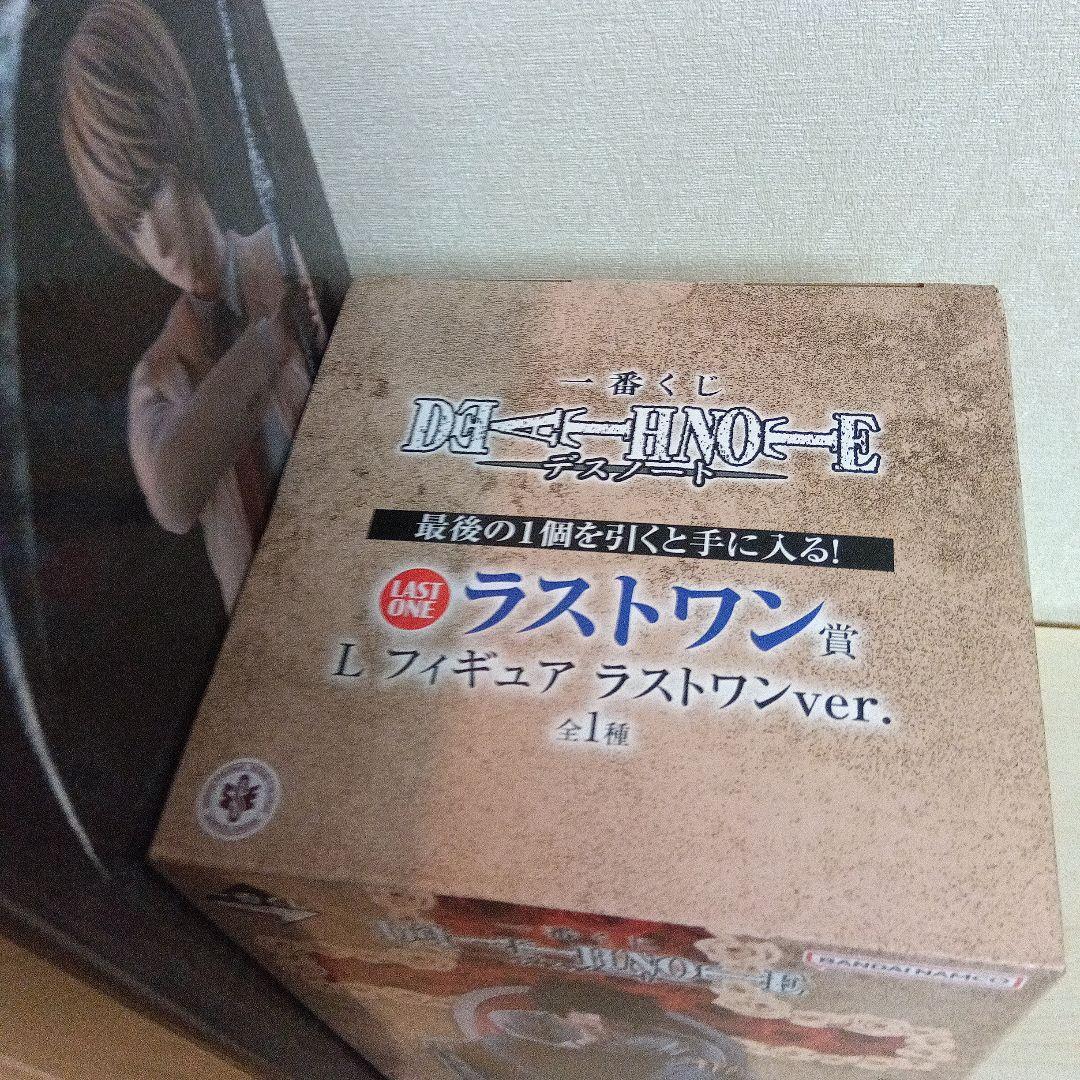 一番くじ
DEATH NOTE
デスノート
最後の1個を引くと手に入る!
LAST
ONE
ラストワン賞
L フィギュア ラストワンver.
全1種
DEATH NOTE
BANDAI NAMCO